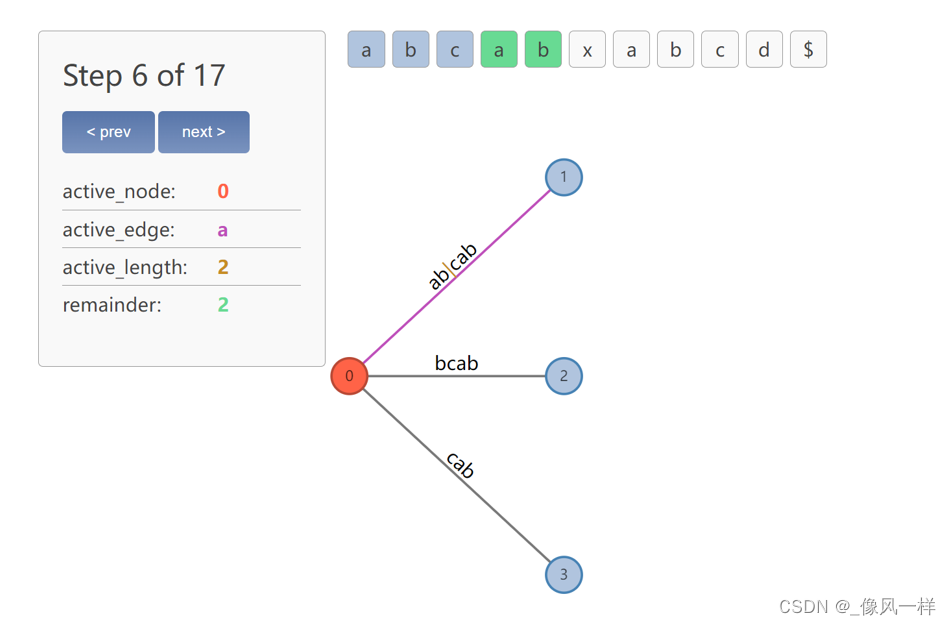 Step 6 of 17
< prev next >
active_node: 0
active_edge: a
active_length: 2
remainder: 2
a b c a b x a b c d $
1
ab|cab
0
bcab
2
cab
3
CSDN @_像风一样